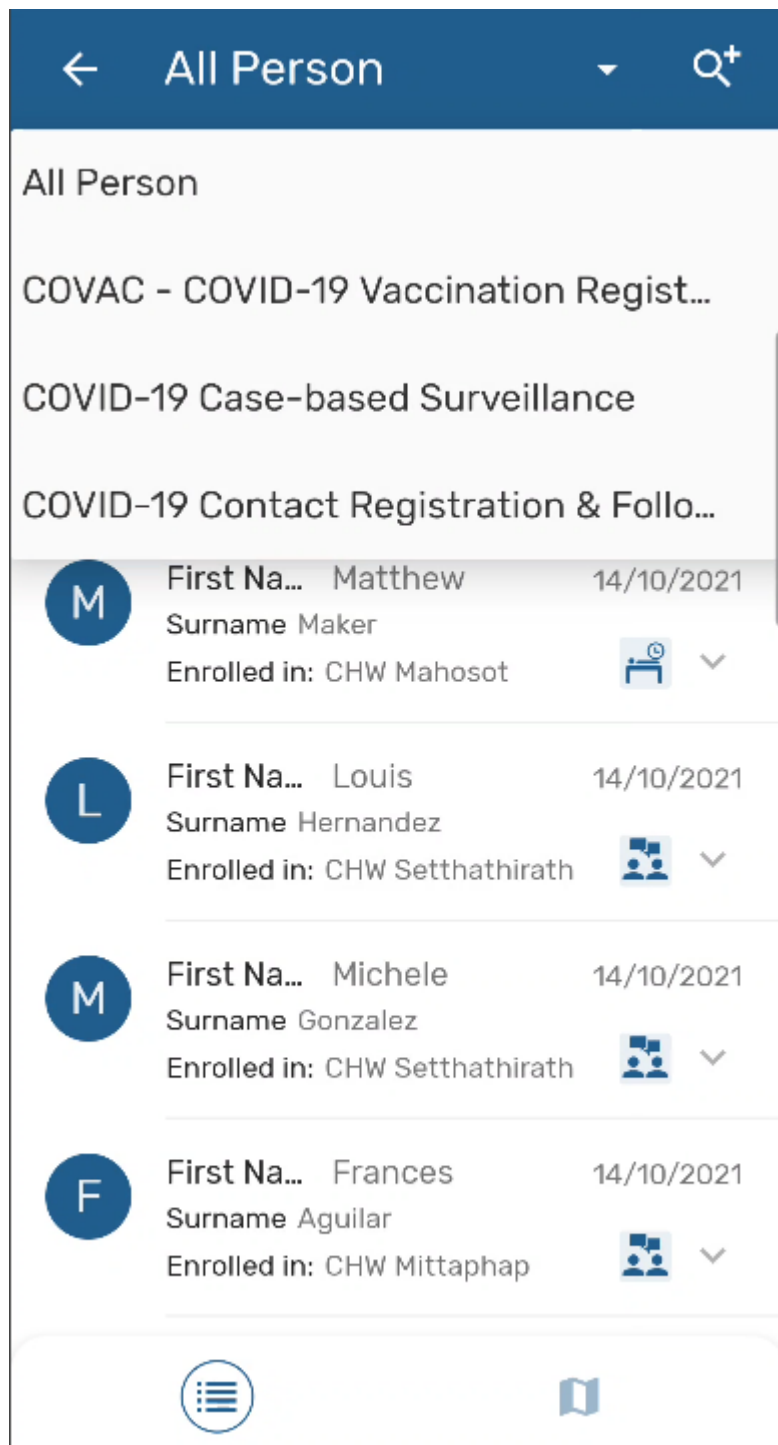 All Person
All Person
COVAC - COVID-19 Vaccination Regist...
COVID-19 Case-based Surveillance
COVID-19 Contact Registration & Follo...
M
First Na... Matthew 14/10/2021
Surname Maker
Enrolled in: CHW Mahosot
L
First Na... Louis 14/10/2021
Surname Hernandez
Enrolled in: CHW Setthathirath
M
First Na... Michele 14/10/2021
Surname Gonzalez
Enrolled in: CHW Setthathirath
F
First Na... Frances 14/10/2021
Surname Aguilar
Enrolled in: CHW Mittaphap